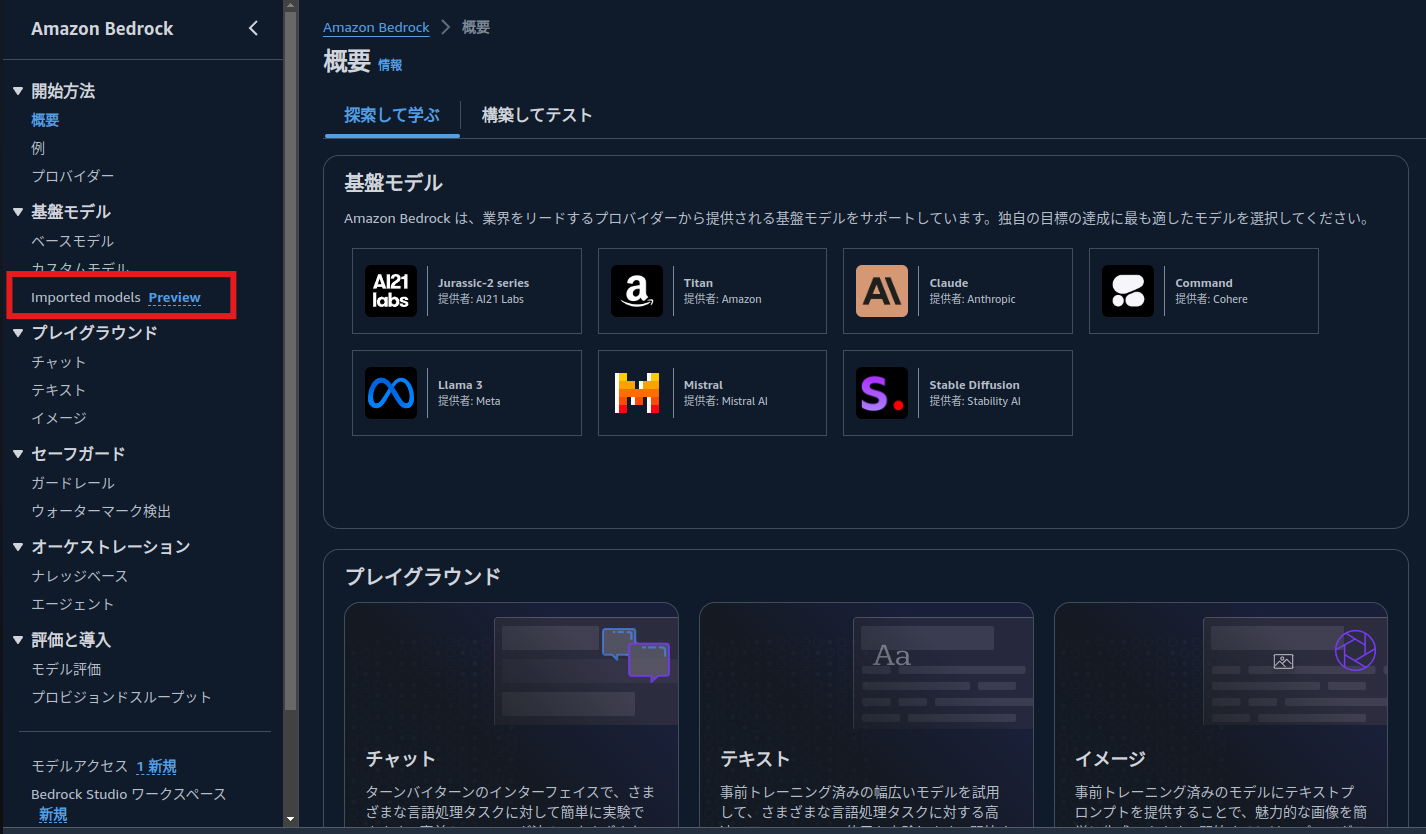 Amazon Bedrock
開始方法
概要
例
プロバイダー
基盤モデル
ベースモデル
カスタムモデル
Imported models Preview
プレイグラウンド
チャット
テキスト
イメージ
セーフガード
ガードレール
ウォーターマーク検出
オーケストレーション
ナレッジベース
エージェント
評価と導入
モデル評価
プロビジョンドスループット
モデルアクセス 1 新規
Bedrock Studio ワークスペース
新規
Amazon Bedrock 概要
概要 情報
探索して学ぶ 構築してテスト
基盤モデル
Amazon Bedrock は、業界をリードするプロバイダーから提供される基盤モデルをサポートしています。独自の目標の達成に最も適したモデルを選択してください。
AI21
labs
Jurassic-2 series
提供者: AI21 Labs
a
Titan
提供者: Amazon
Claude
提供者: Anthropic
Command
提供者: Cohere
Llama 3
提供者: Meta
Mistral
提供者: Mistral AI
S.
Stable Diffusion
提供者: Stability AI
プレイグラウンド
チャット
ターンバイターンのインターフェイスで、さま
ざまな言語処理タスクに対して簡単に実験で
Aa
テキスト
事前トレーニング済みの幅広いモデルを試用
して、さまざまな言語処理タスクに対する高
イメージ
事前トレーニング済みのモデルにテキストプ
ロンプトを提供することで、魅力的な画像を簡